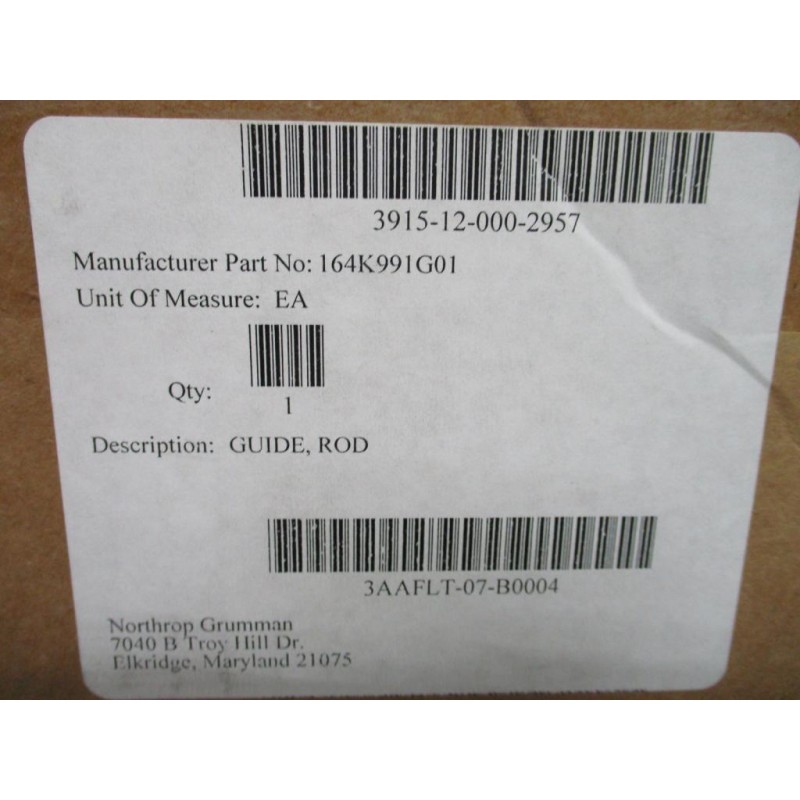 3915-12-000-2957
Manufacturer Part No: 164K991G01
Unit Of Measure: EA
Qty:
1
Description: GUIDE, ROD
3AAFLT-07-B0004
Northrop Grumman
7040 B Troy Hill Dr.
Elkridge, Maryland 21075